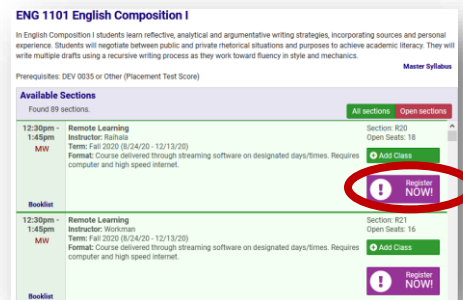 ENG 1101 English Composition I
In English Composition I students learn reflective, analytical and argumentative writing strategies, incorporating sources and personal
experience. Students will negotiate between public and private rhetorical situations and purposes to achieve academic literacy. They will
write multiple drafts using a recursive writing process as they work toward fluency in style and mechanics.
Master Syllabus
Prerequisites: DEV 0035 or Other (Placement Test Score)
Available Sections
Found 89 sections.
All sections Open sections
12:30pm - 1:45pm
MW
Booklist
Remote Learning
Instructor: Raihala
Term: Fall 2020 (8/24/20 - 12/13/20)
Format: Course delivered through streaming software on designated days/times. Requires
computer and high speed internet.
Section: R20
Open Seats: 18
Add Class
Register
NOW!
12:30pm - 1:45pm
MW
Booklist
Remote Learning
Instructor: Workman
Term: Fall 2020 (8/24/20 - 12/13/20)
Format: Course delivered through streaming software on designated days/times. Requires
computer and high speed internet.
Section: R21
Open Seats: 16
Add Class
Register
NOW!